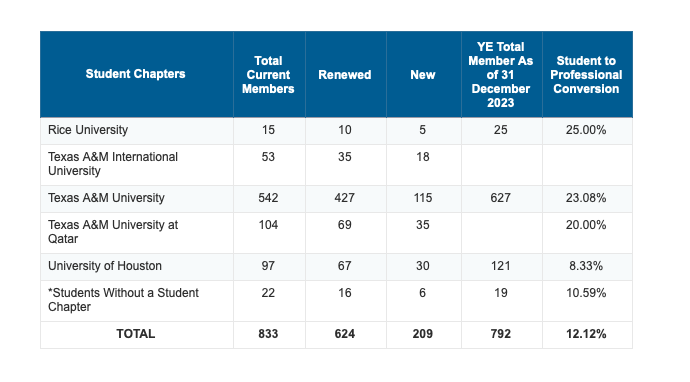 Student Chapters Total Current Members Renewed New YE Total Member As of 31 December 2023 Student to Professional Conversion
Rice University 15 10 5 25 25.00%
Texas A&M International University 53 35 18
Texas A&M University 542 427 115 627 23.08%
Texas A&M University at Qatar 104 69 35 20.00%
University of Houston 97 67 30 121 8.33%
*Students Without a Student Chapter 22 16 6 19 10.59%
TOTAL 833 624 209 792 12.12%